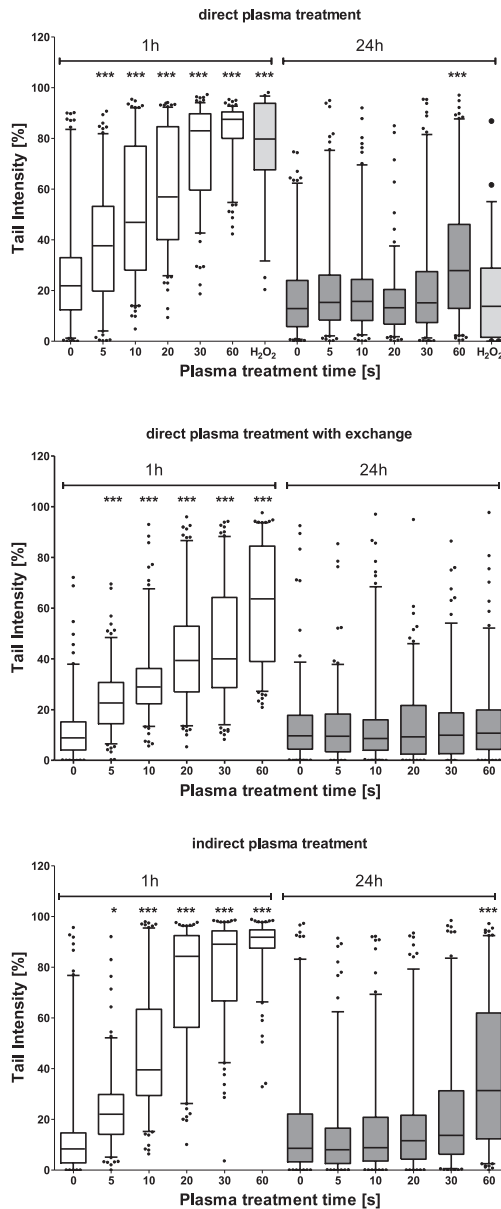 direct plasma treatment
1h 24h
120
*** *** *** *** *** *** ***
100
80
60
40
20
0
Tail Intensity [%]
0 5 10 20 30 60 H₂O₂ 0 5 10 20 30 60 H₂O₂
Plasma treatment time [s]
direct plasma treatment with exchange
1h 24h
120
*** *** *** *** ***
100
80
60
40
20
0
Tail Intensity [%]
0 5 10 20 30 60 0 5 10 20 30 60
Plasma treatment time [s]
indirect plasma treatment
120
1h 24h
* *** *** *** *** ***
100
80
60
40
20
0
Tail Intensity [%]
0 5 10 20 30 60 0 5 10 20 30 60
Plasma treatment time [s]